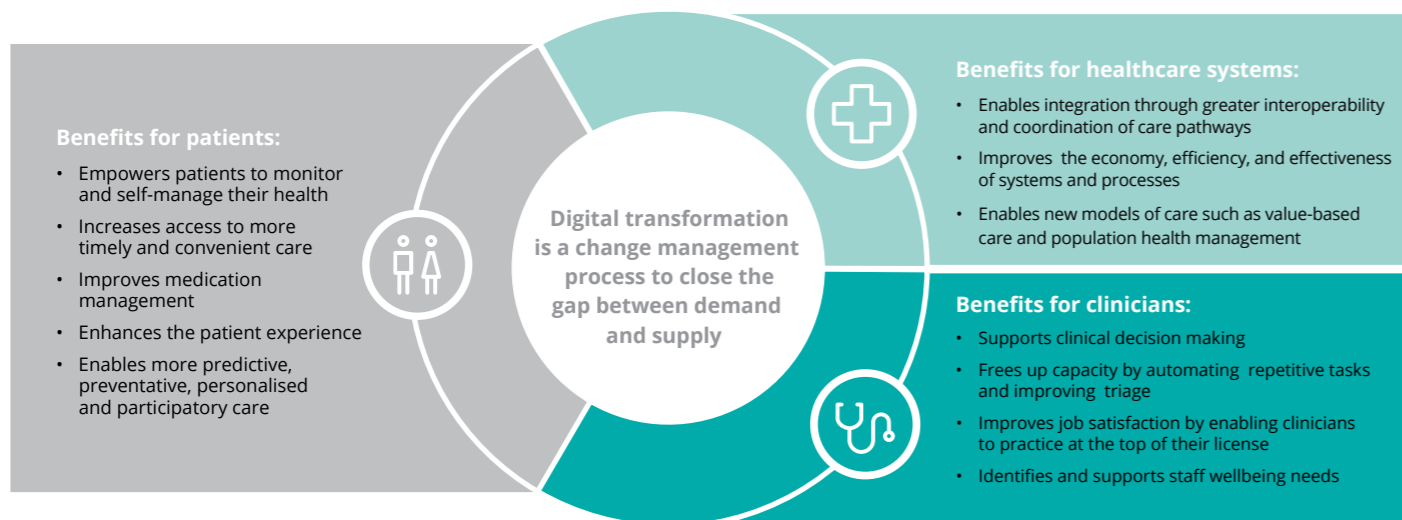 Benefits for patients:
• Empowers patients to monitor
and self-manage their health
• Increases access to more
timely and convenient care
• Improves medication
management
• Enhances the patient experience
• Enables more predictive,
preventative, personalised
and participatory care
Digital transformation
is a change management
process to close the
gap between demand
and supply
Benefits for healthcare systems:
• Enables integration through greater interoperability
and coordination of care pathways
• Improves the economy, efficiency, and effectiveness
of systems and processes
• Enables new models of care such as value-based
care and population health management
Benefits for clinicians:
• Supports clinical decision making
• Frees up capacity by automating repetitive tasks
and improving triage
• Improves job satisfaction by enabling clinicians
to practice at the top of their license
• Identifies and supports staff wellbeing needs